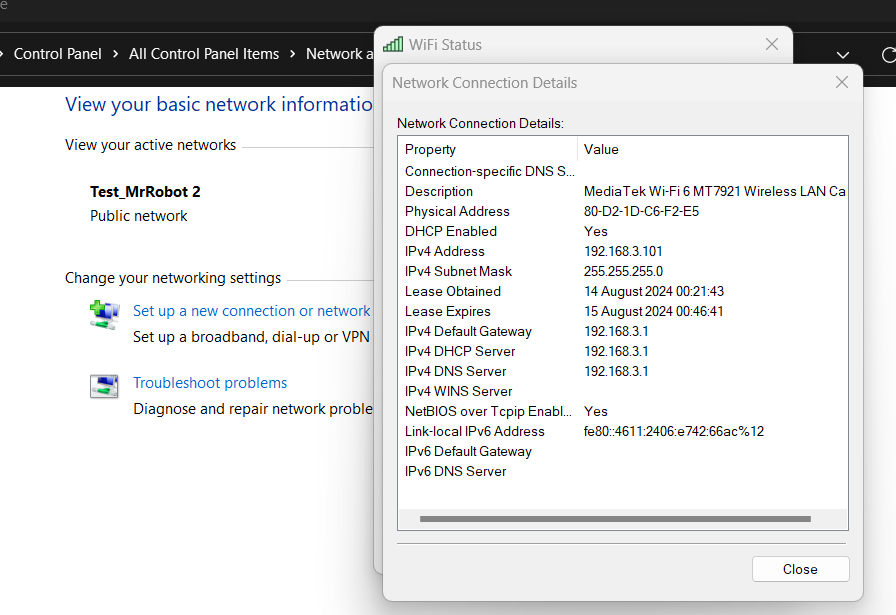 e
Control Panel > All Control Panel Items > Network a
View your basic network informatio
View your active networks
Test_MrRobot 2
Public network
Change your networking settings
Set up a new connection or network
Set up a broadband, dial-up or VPN
Troubleshoot problems
Diagnose and repair network proble
WiFi Status
Network Connection Details
Network Connection Details:
Property Value
Connection-specific DNS S...
Description MediaTek Wi-Fi 6 MT7921 Wireless LAN Ca
Physical Address 80-D2-1D-C6-F2-E5
DHCP Enabled Yes
IPv4 Address 192.168.3.101
IPv4 Subnet Mask 255.255.255.0
Lease Obtained 14 August 2024 00:21:43
Lease Expires 15 August 2024 00:46:41
IPv4 Default Gateway 192.168.3.1
IPv4 DHCP Server 192.168.3.1
IPv4 DNS Server 192.168.3.1
IPv4 WINS Server
NetBIOS over Tcpip Enabl... Yes
Link-local IPv6 Address fe80::4611:2406:e742:66ac%12
IPv6 Default Gateway
IPv6 DNS Server
Close